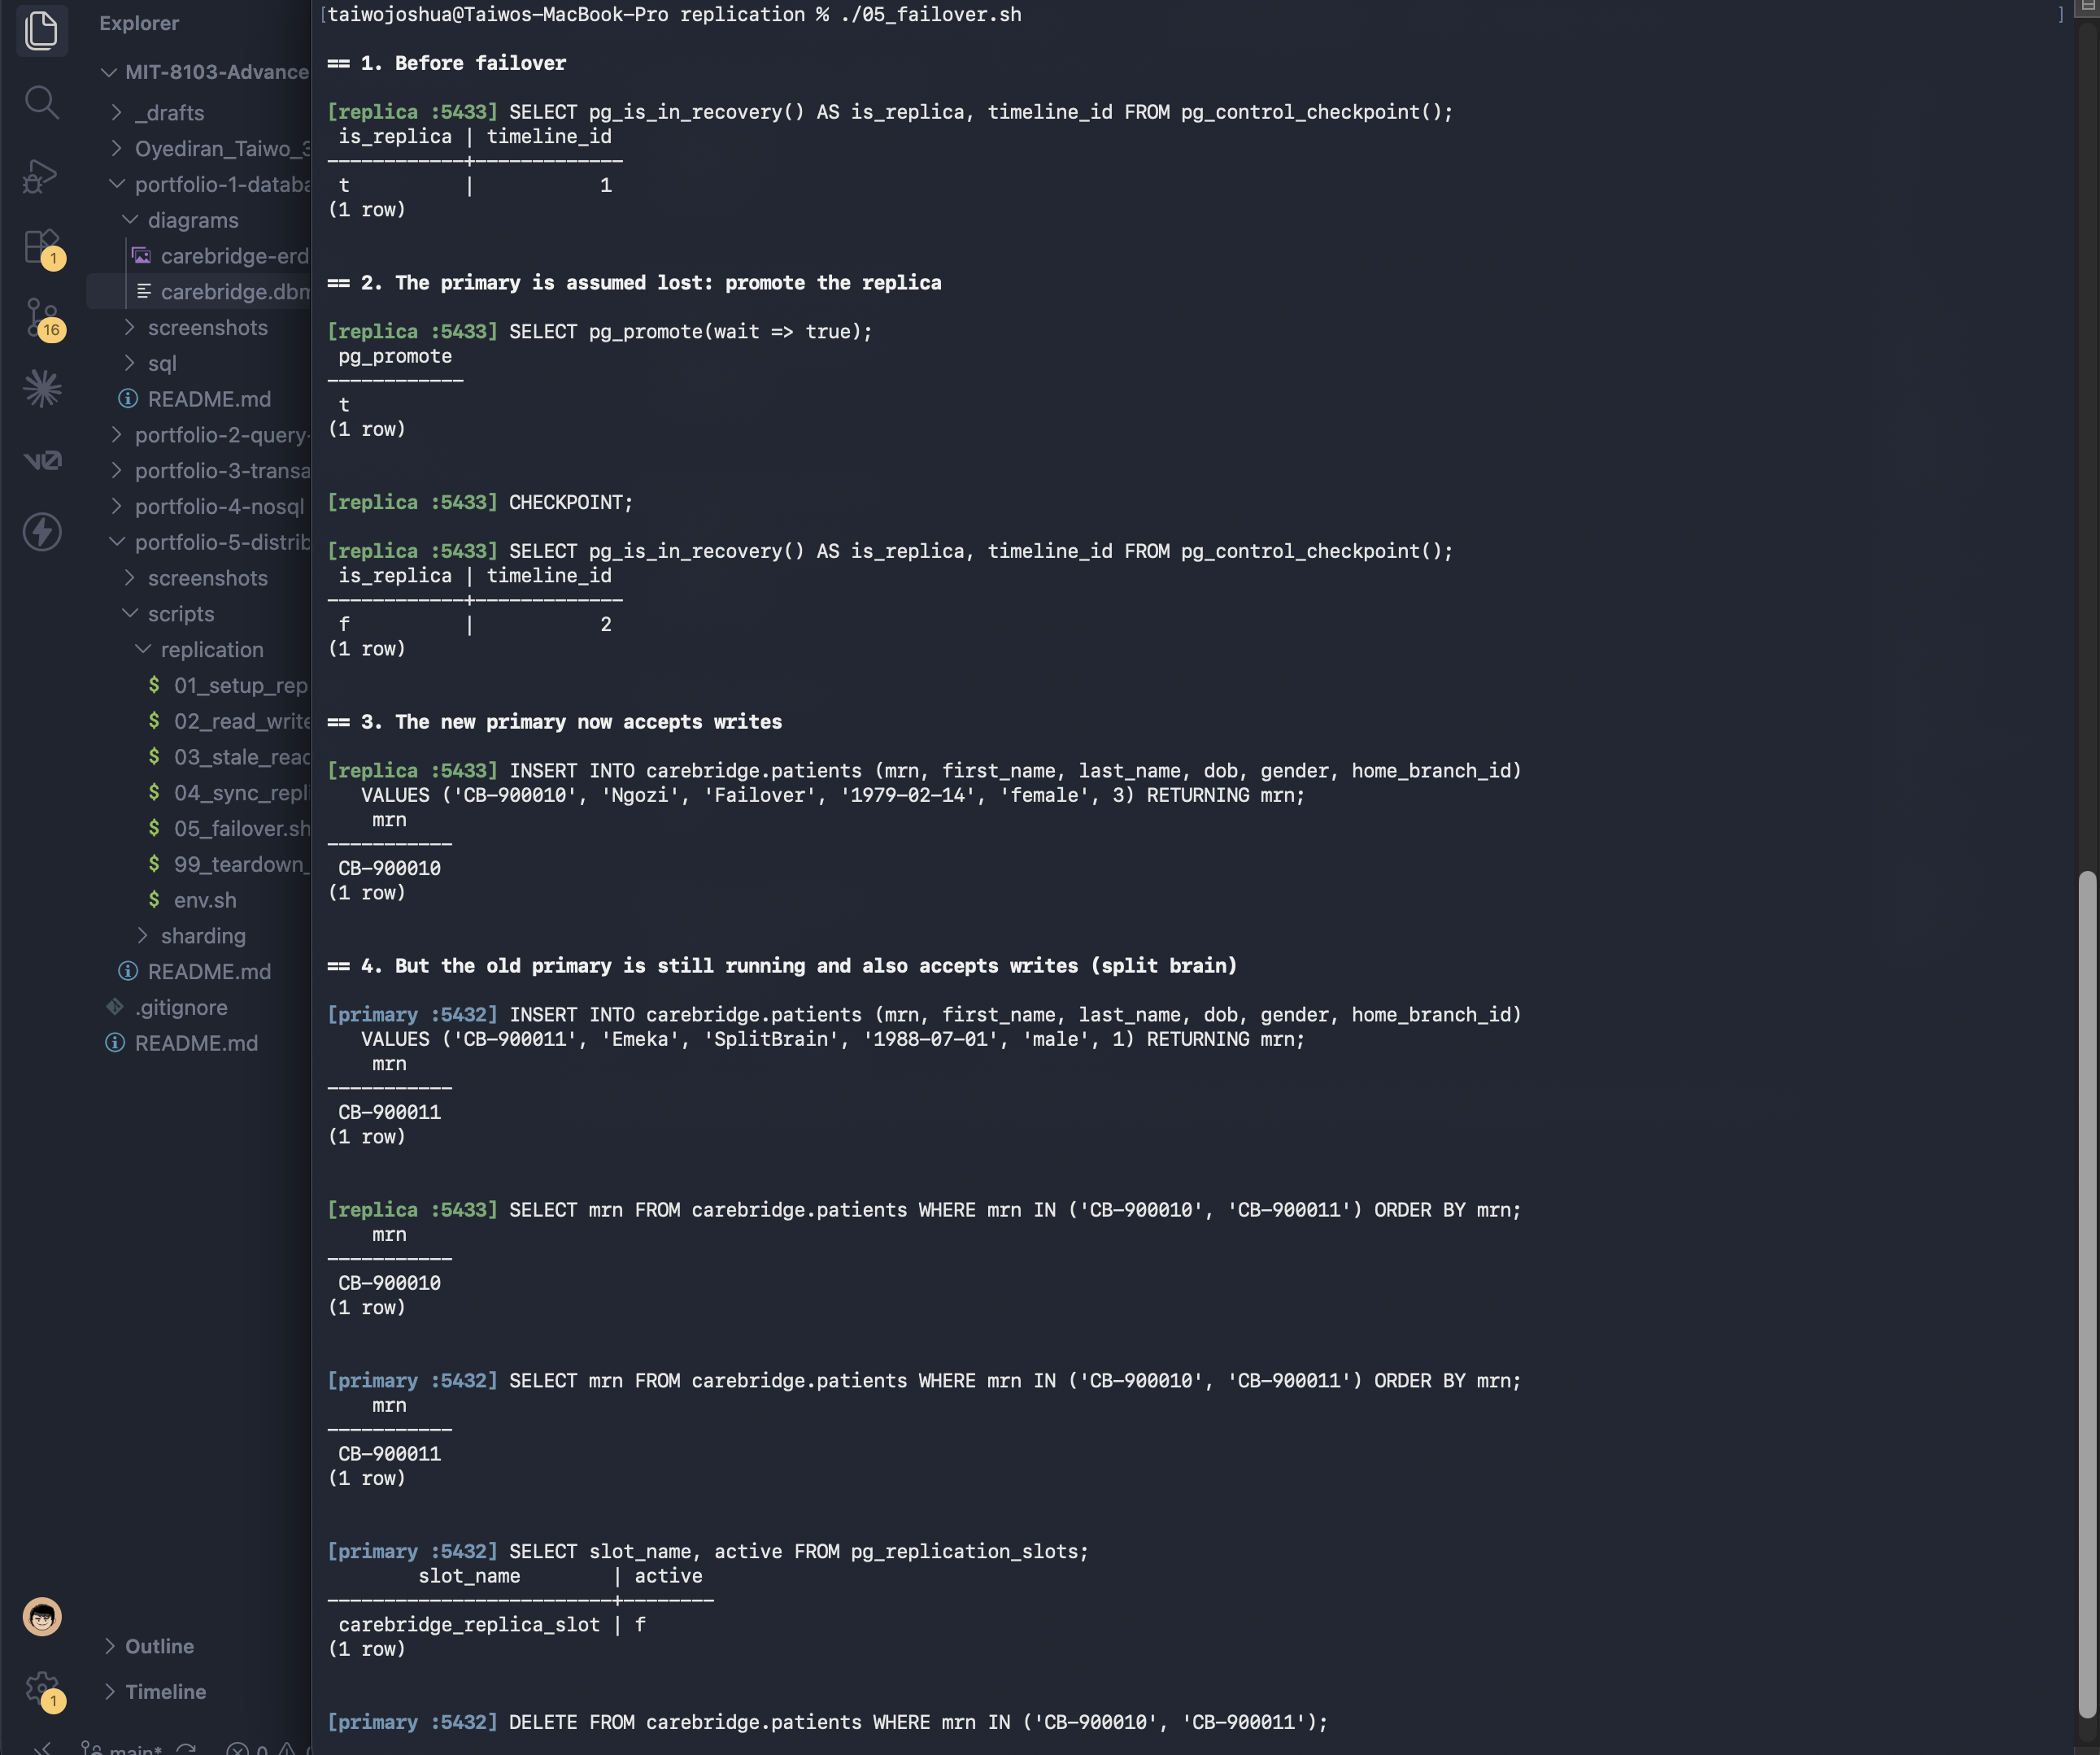 Explorer
MIT-8103-Advance
_drafts
Oyediran_Taiwo_3
portfolio-1-databa
diagrams
carebridge-erd
carebridge.dbm
screenshots
sql
README.md
portfolio-2-query-
portfolio-3-transa
portfolio-4-nosql
portfolio-5-distrib
screenshots
scripts
replication
$ 01_setup_rep
$ 02_read_write
$ 03_stale_read
$ 04_sync_repli
$ 05_failover.sh
$ 99_teardown_
$ env.sh
sharding
README.md
.gitignore
README.md
Outline
Timeline
1
16
v0
1
main*
0
[taiwojoshua@Taiwos-MacBook-Pro replication % ./05_failover.sh ]
== 1. Before failover
[replica :5433] SELECT pg_is_in_recovery() AS is_replica, timeline_id FROM pg_control_checkpoint();
is_replica | timeline_id
------------+-------------
t          |           1
(1 row)
== 2. The primary is assumed lost: promote the replica
[replica :5433] SELECT pg_promote(wait => true);
pg_promote
------------
t
(1 row)
[replica :5433] CHECKPOINT;
[replica :5433] SELECT pg_is_in_recovery() AS is_replica, timeline_id FROM pg_control_checkpoint();
is_replica | timeline_id
------------+-------------
f          |           2
(1 row)
== 3. The new primary now accepts writes
[replica :5433] INSERT INTO carebridge.patients (mrn, first_name, last_name, dob, gender, home_branch_id)
VALUES ('CB-900010', 'Ngozi', 'Failover', '1979-02-14', 'female', 3) RETURNING mrn;
mrn
-----------
CB-900010
(1 row)
== 4. But the old primary is still running and also accepts writes (split brain)
[primary :5432] INSERT INTO carebridge.patients (mrn, first_name, last_name, dob, gender, home_branch_id)
VALUES ('CB-900011', 'Emeka', 'SplitBrain', '1988-07-01', 'male', 1) RETURNING mrn;
mrn
-----------
CB-900011
(1 row)
[replica :5433] SELECT mrn FROM carebridge.patients WHERE mrn IN ('CB-900010', 'CB-900011') ORDER BY mrn;
mrn
-----------
CB-900010
(1 row)
[primary :5432] SELECT mrn FROM carebridge.patients WHERE mrn IN ('CB-900010', 'CB-900011') ORDER BY mrn;
mrn
-----------
CB-900011
(1 row)
[primary :5432] SELECT slot_name, active FROM pg_replication_slots;
slot_name        | active
-------------------------+--------
carebridge_replica_slot | f
(1 row)
[primary :5432] DELETE FROM carebridge.patients WHERE mrn IN ('CB-900010', 'CB-900011');